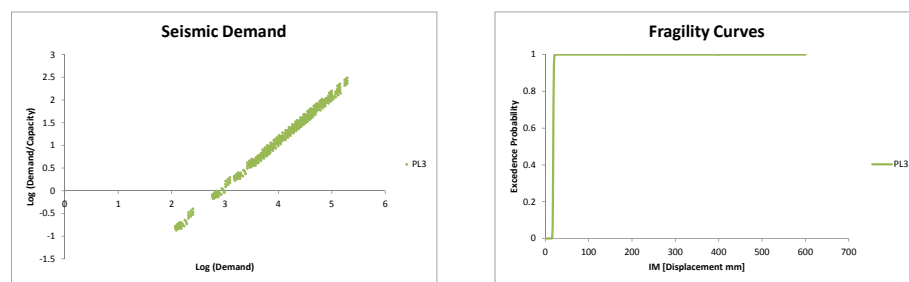 Seismic Demand
3
2.5
2
1.5
1
0.5
0
-0.5
-1
-1.5
0 1 2 3 4 5 6
Log (Demand/Capacity)
Log (Demand)
PL3
Fragility Curves
1
0.8
0.6
0.4
0.2
0
0 100 200 300 400 500 600 700
Exceedence Probability
IM [Displacement mm]
PL3